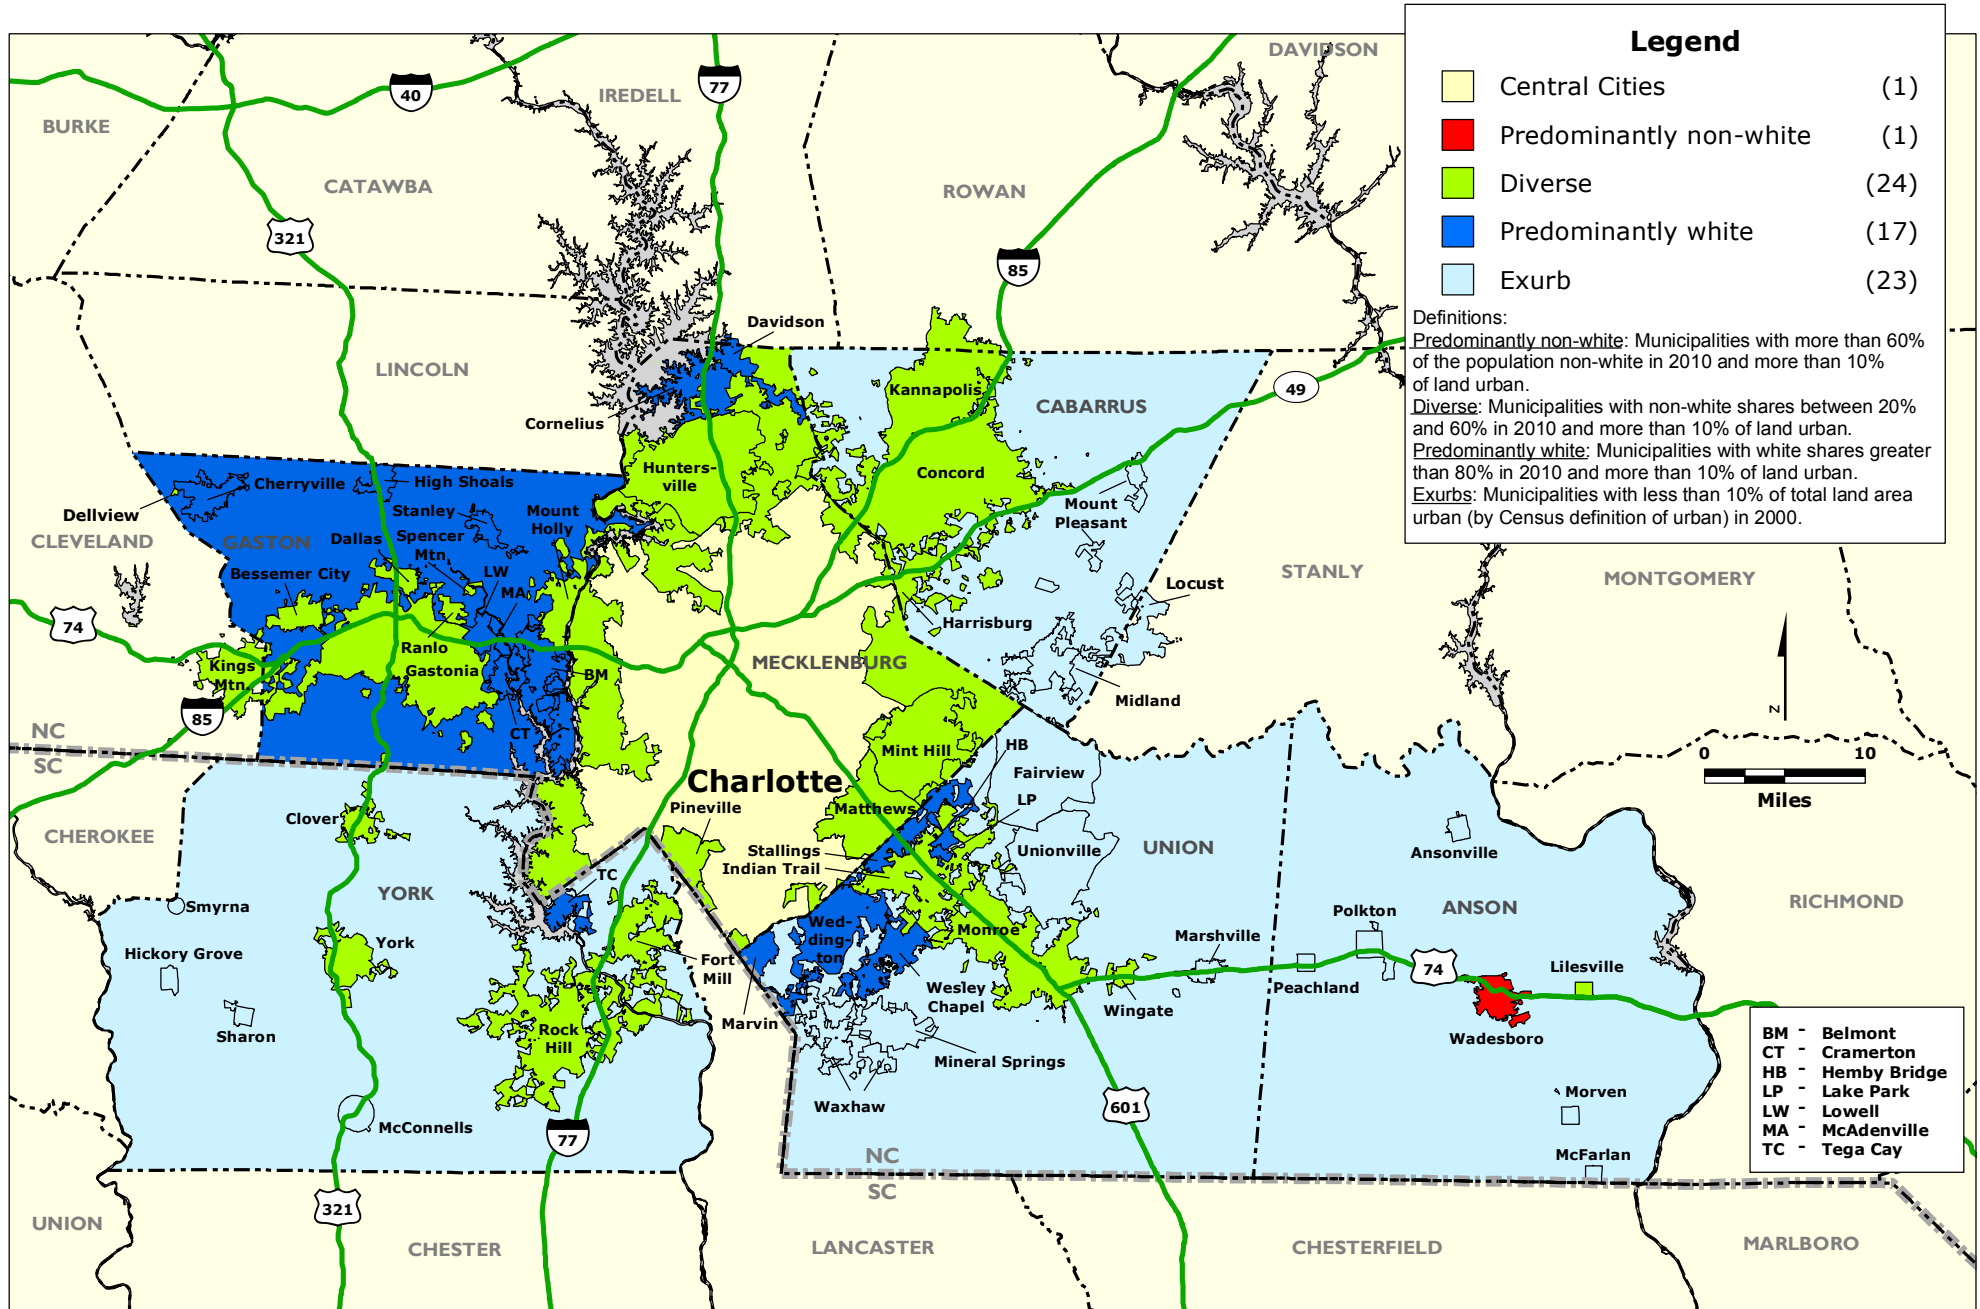 Legend
Central Cities (1)
Predominantly non-white (1)
Diverse (24)
Predominantly white (17)
Exurb (23)
Definitions:
Predominantly non-white: Municipalities with more than 60%
of the population non-white in 2010 and more than 10%
of land urban.
Diverse: Municipalities with non-white shares between 20%
and 60% in 2010 and more than 10% of land urban.
Predominantly white: Municipalities with white shares greater
than 80% in 2010 and more than 10% of land urban.
Exurbs: Municipalities with less than 10% of total land area
urban (by Census definition of urban) in 2000.
DAVIDSON
IREDELL
77
40
BURKE
CATAWBA
ROWAN
321
85
Davidson
LINCOLN
Kannapolis
49
CABARRUS
Cornelius
Hunters-
ville
Concord
Cherryville
High Shoals
Mount
Pleasant
Dellview
Stanley
Mount
Holly
CLEVELAND
GASTON
Dallas
Spencer
Mtn.
LW
MA
Bessemer City
STANLY
MONTGOMERY
Locust
74
Harrisburg
Ranlo
Gastonia
Kings
Mtn.
BM
MECKLENBURG
Midland
85
NC
SC
CT
Mint Hill
HB
Fairview
LP
N
0 10
Miles
Charlotte
Pineville
Matthews
Clover
CHEROKEE
Stallings
Indian Trail
Unionville
UNION
Ansonville
TC
YORK
Smyrna
RICHMOND
Polkton
ANSON
Wed-
ding-
ton
Monroe
Marshville
York
Hickory Grove
Fort
Mill
74
Lilesville
Peachland
Wesley
Chapel
Wingate
Marvin
Sharon
Rock
Hill
Wadesboro
Mineral Springs
BM - Belmont
CT - Cramerton
HB - Hemby Bridge
LP - Lake Park
LW - Lowell
MA - McAdenville
TC - Tega Cay
Waxhaw
601
Morven
McConnells
77
NC
SC
McFarlan
321
UNION
CHESTER
LANCASTER
CHESTERFIELD
MARLBORO